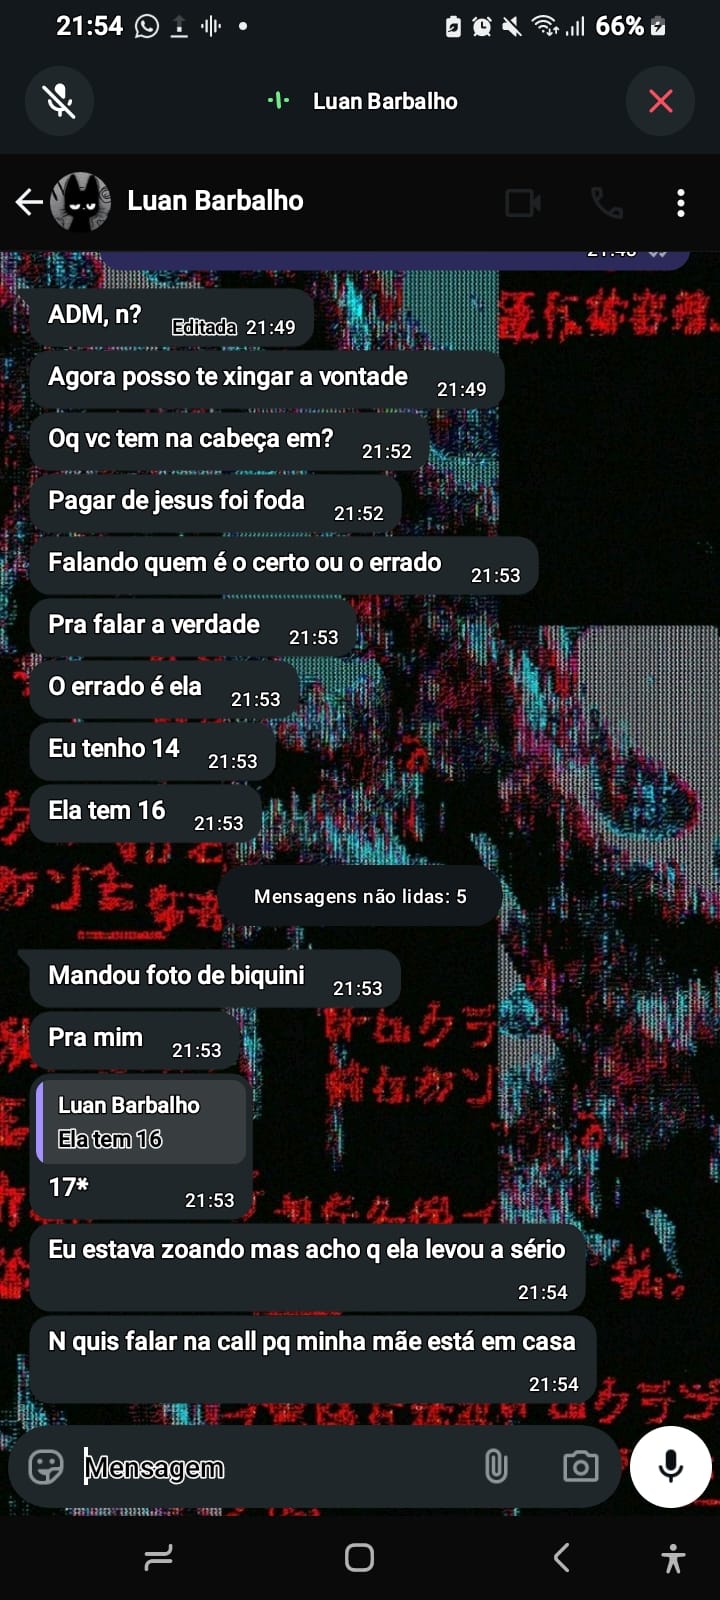 21:54
66%
Luan Barbalho
Luan Barbalho
ADM, n?
Editada 21:49
Agora posso te xingar a vontade
21:49
Oq vc tem na cabeça em?
21:52
Pagar de jesus foi foda
21:52
Falando quem é o certo ou o errado
21:53
Pra falar a verdade
21:53
O errado é ela
21:53
Eu tenho 14
21:53
Ela tem 16
21:53
Mensagens não lidas: 5
Mandou foto de biquini
21:53
Pra mim
21:53
Luan Barbalho
Ela tem 16
17*
21:53
Eu estava zoando mas acho q ela levou a sério
21:54
N quis falar na call pq minha mãe está em casa
21:54
Mensagem